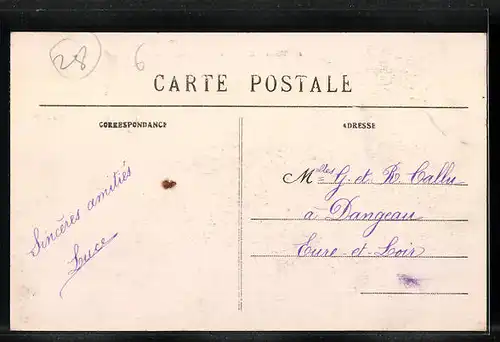 28 6
CARTE POSTALE
CORRESPONDANCE
ADRESSE
Mlles G. et R. Callu
à Dangeau
Eure-et-Loir
Sincères amitiés
Luce